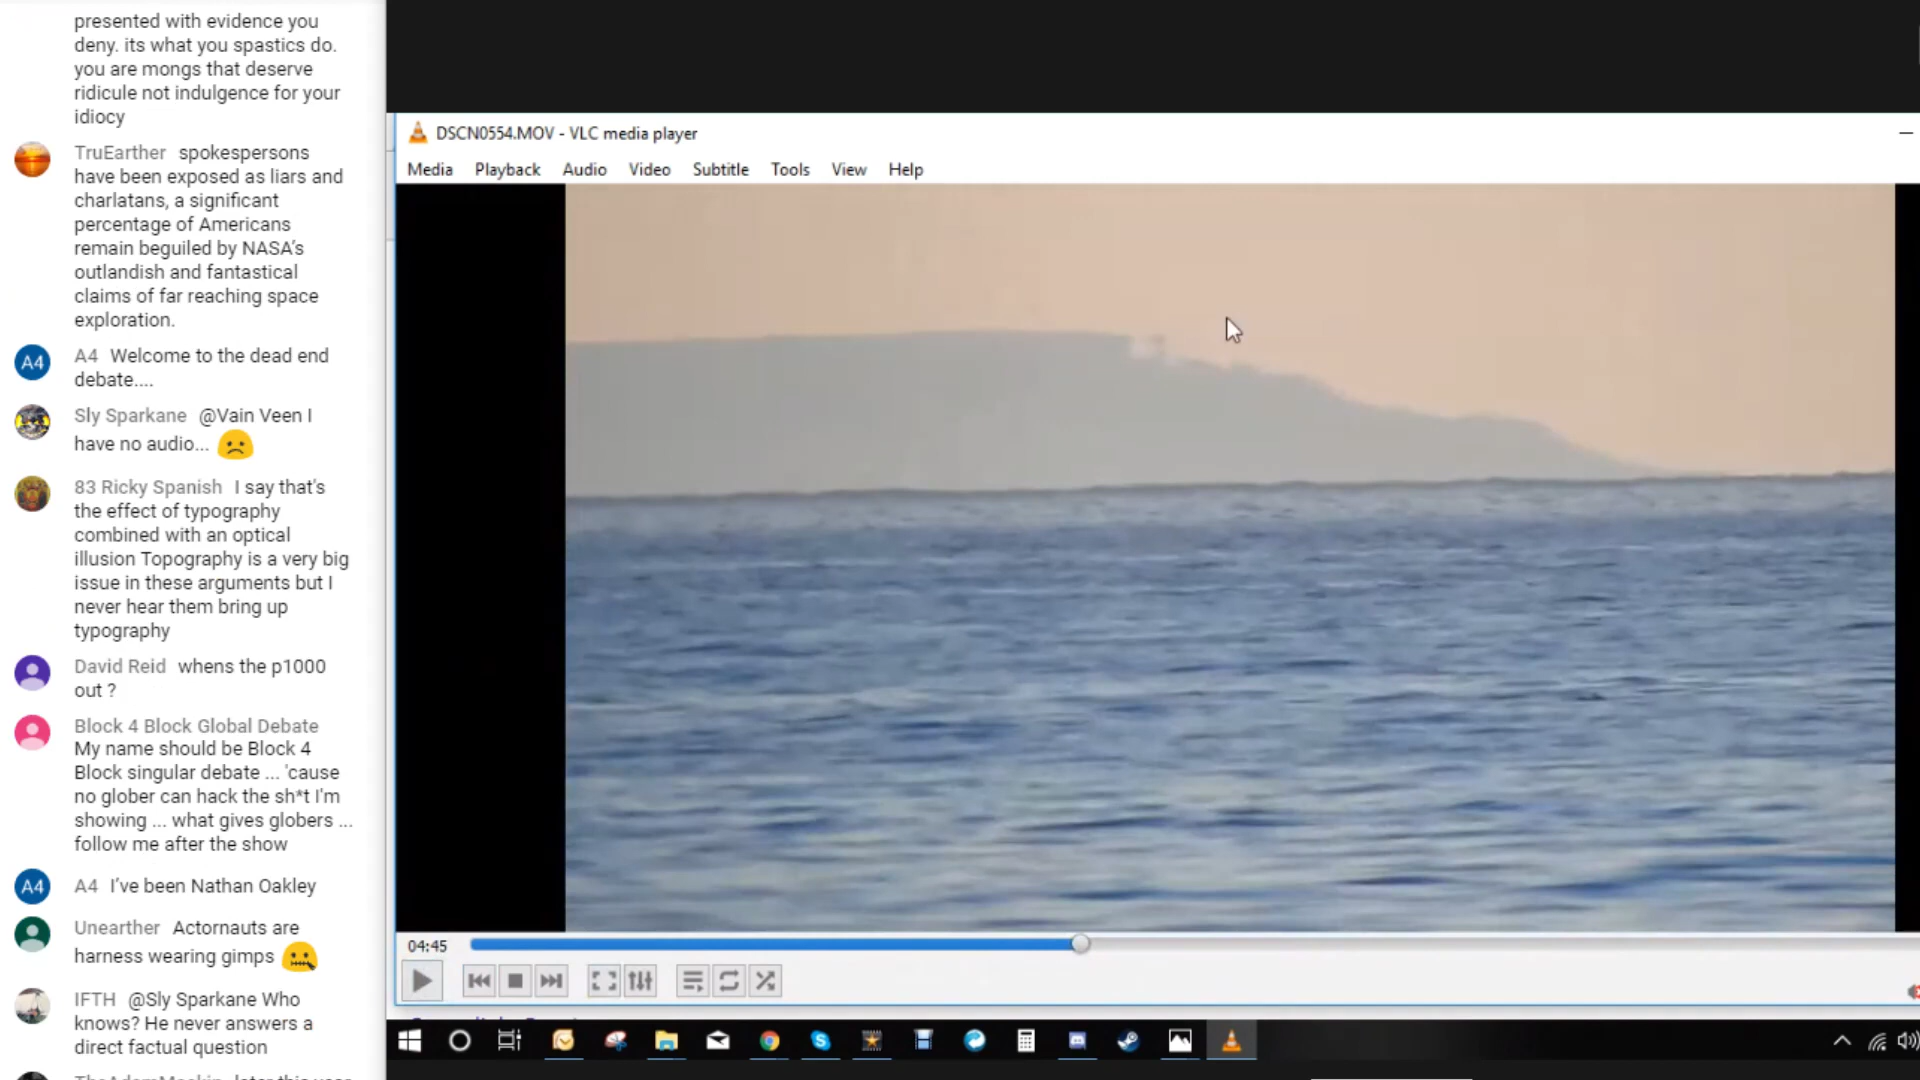 presented with evidence you
deny. its what you spastics do.
you are mongs that deserve
ridicule not indulgence for your
idiocy
TruEarther spokespersons
have been exposed as liars and
charlatans, a significant
percentage of Americans
remain beguiled by NASA's
outlandish and fantastical
claims of far reaching space
exploration.
A4 A4 Welcome to the dead end
debate....
Sly Sparkane @Vain Veen I
have no audio...
83 Ricky Spanish I say that's
the effect of typography
combined with an optical
illusion Topography is a very big
issue in these arguments but I
never hear them bring up
typography
David Reid whens the p1000
out ?
Block 4 Block Global Debate
My name should be Block 4
Block singular debate ... 'cause
no glober can hack the sh*t I'm
showing ... what gives globers ...
follow me after the show
A4 A4 I've been Nathan Oakley
Unearther Actornauts are
harness wearing gimps
IFTH @Sly Sparkane Who
knows? He never answers a
direct factual question
DSCN0554.MOV - VLC media player
Media Playback Audio Video Subtitle Tools View Help
04:45